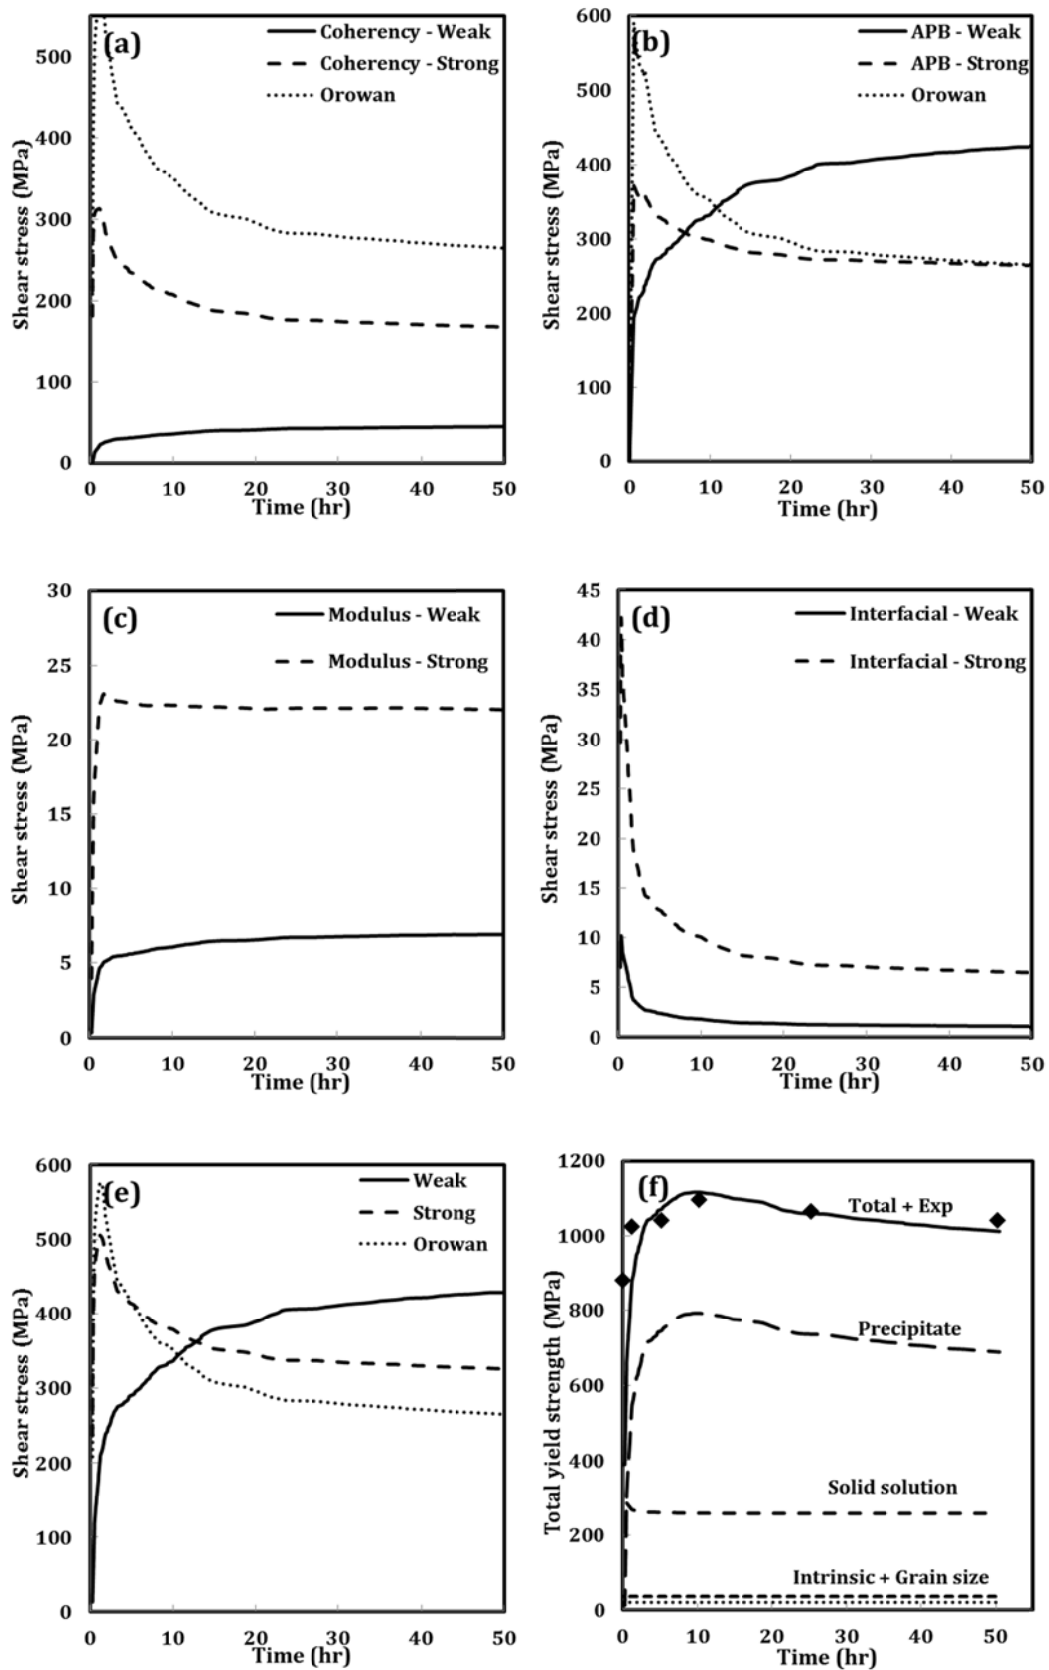 (a)
Coherency - Weak
Coherency - Strong
Orowan
Shear stress (MPa)
500
400
300
200
100
0
0 10 20 30 40 50
Time (hr)
(b)
APB - Weak
APB - Strong
Orowan
Shear stress (MPa)
600
500
400
300
200
100
0
0 10 20 30 40 50
Time (hr)
(c)
Modulus - Weak
Modulus - Strong
Shear stress (MPa)
30
25
20
15
10
5
0
0 10 20 30 40 50
Time (hr)
(d)
Interfacial - Weak
Interfacial - Strong
Shear stress (MPa)
45
40
35
30
25
20
15
10
5
0
0 10 20 30 40 50
Time (hr)
(e)
Weak
Strong
Orowan
Shear stress (MPa)
600
500
400
300
200
100
0
0 10 20 30 40 50
Time (hr)
(f)
Total + Exp
Precipitate
Solid solution
Intrinsic + Grain size
Total yield strength (MPa)
1200
1000
800
600
400
200
0
0 10 20 30 40 50
Time (hr)